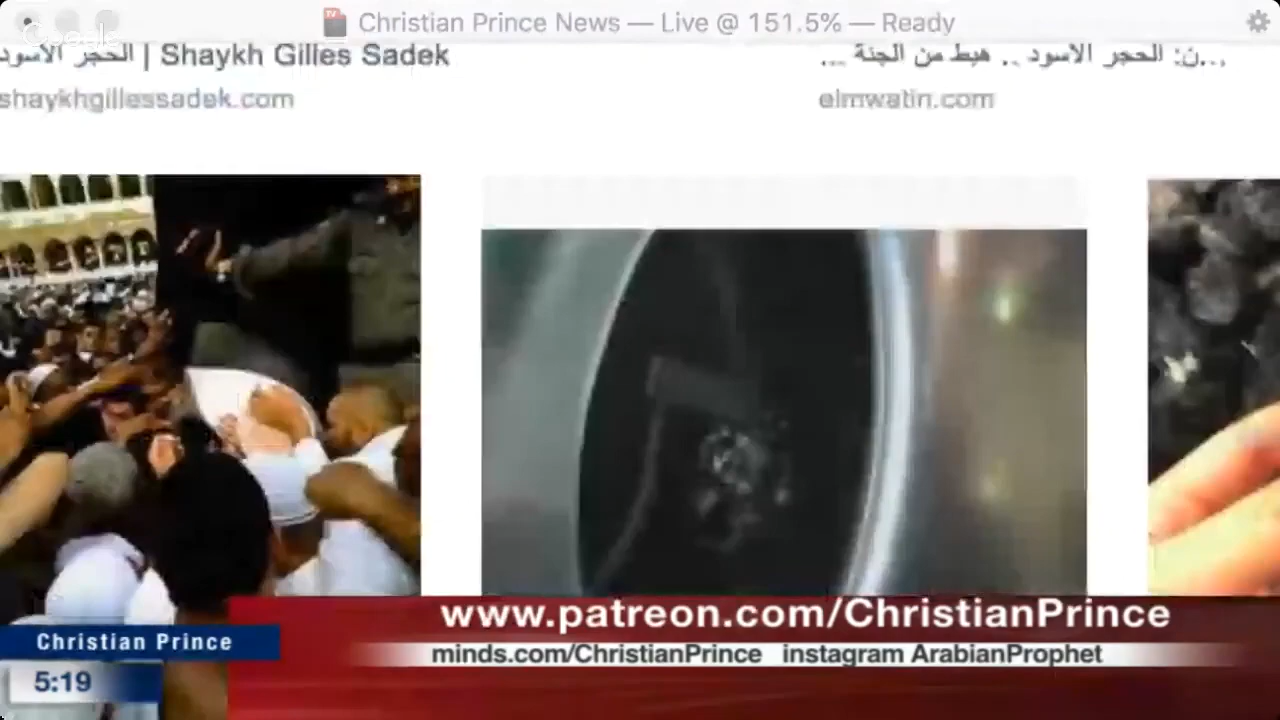 Christian Prince News — Live @ 151.5% — Ready
Google
الحجر الأسود | Shaykh Gilles Sadek
...ن: الحجر الأسود .. هبط من الجنة ...
shaykhgillessadek.com
elmwatin.com
www.patreon.com/ChristianPrince
Christian Prince
minds.com/ChristianPrince instagram ArabianProphet
5:19